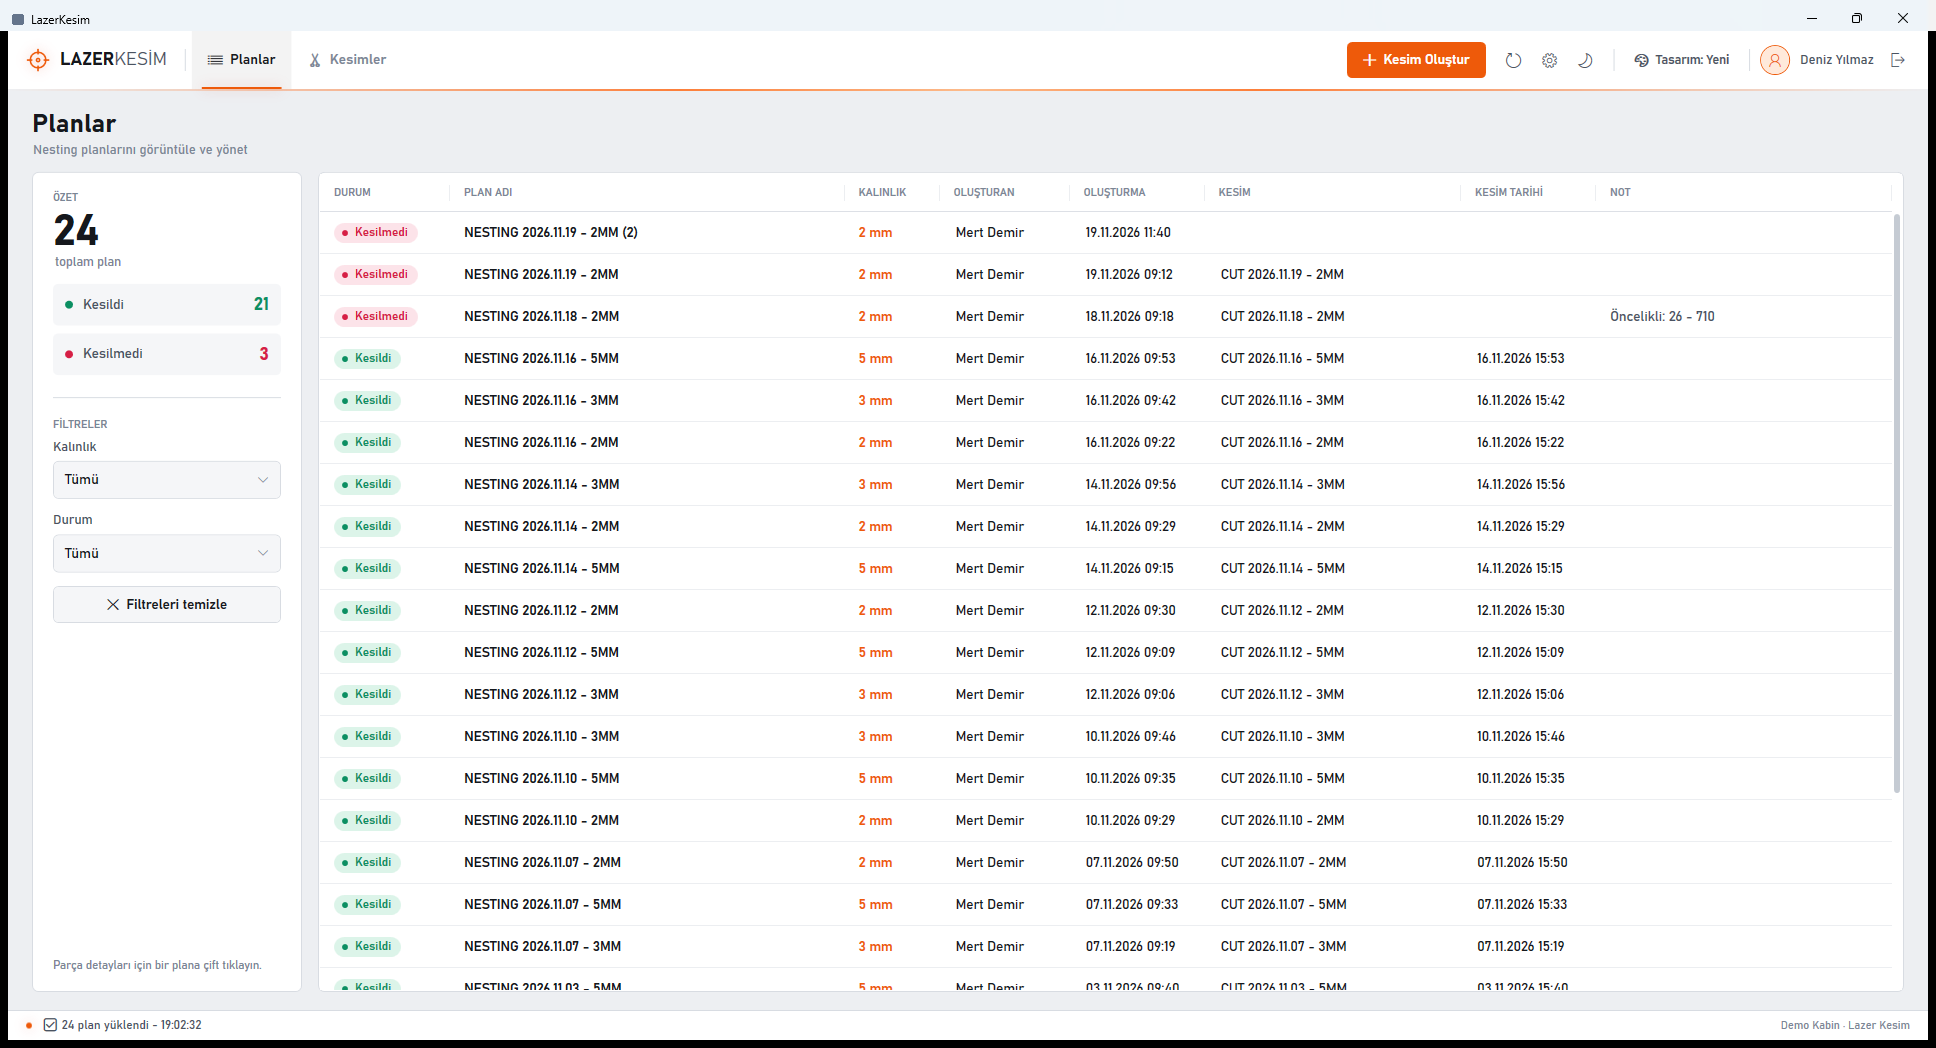 LazerKesim
LAZERKESİM
Planlar
Kesimler
Kesim Oluştur
Tasarım: Yeni
Deniz Yılmaz
Planlar
Nesting planlarını görüntüle ve yönet
ÖZET
24
toplam plan
Kesildi 21
Kesilmedi 3
FİLTRELER
Kalınlık
Tümü
Durum
Tümü
Filtreleri temizle
Parça detayları için bir plana çift tıklayın.
DURUM PLAN ADI KALINLIK OLUŞTURAN OLUŞTURMA KESİM KESİM TARİHİ NOT
Kesilmedi NESTING 2026.11.19 - 2MM (2) 2 mm Mert Demir 19.11.2026 11:40
Kesilmedi NESTING 2026.11.19 - 2MM 2 mm Mert Demir 19.11.2026 09:12 CUT 2026.11.19 - 2MM
Kesilmedi NESTING 2026.11.18 - 2MM 2 mm Mert Demir 18.11.2026 09:18 CUT 2026.11.18 - 2MM Öncelikli: 26 - 710
Kesildi NESTING 2026.11.16 - 5MM 5 mm Mert Demir 16.11.2026 09:53 CUT 2026.11.16 - 5MM 16.11.2026 15:53
Kesildi NESTING 2026.11.16 - 3MM 3 mm Mert Demir 16.11.2026 09:42 CUT 2026.11.16 - 3MM 16.11.2026 15:42
Kesildi NESTING 2026.11.16 - 2MM 2 mm Mert Demir 16.11.2026 09:22 CUT 2026.11.16 - 2MM 16.11.2026 15:22
Kesildi NESTING 2026.11.14 - 3MM 3 mm Mert Demir 14.11.2026 09:56 CUT 2026.11.14 - 3MM 14.11.2026 15:56
Kesildi NESTING 2026.11.14 - 2MM 2 mm Mert Demir 14.11.2026 09:29 CUT 2026.11.14 - 2MM 14.11.2026 15:29
Kesildi NESTING 2026.11.14 - 5MM 5 mm Mert Demir 14.11.2026 09:15 CUT 2026.11.14 - 5MM 14.11.2026 15:15
Kesildi NESTING 2026.11.12 - 2MM 2 mm Mert Demir 12.11.2026 09:30 CUT 2026.11.12 - 2MM 12.11.2026 15:30
Kesildi NESTING 2026.11.12 - 5MM 5 mm Mert Demir 12.11.2026 09:09 CUT 2026.11.12 - 5MM 12.11.2026 15:09
Kesildi NESTING 2026.11.12 - 3MM 3 mm Mert Demir 12.11.2026 09:06 CUT 2026.11.12 - 3MM 12.11.2026 15:06
Kesildi NESTING 2026.11.10 - 3MM 3 mm Mert Demir 10.11.2026 09:46 CUT 2026.11.10 - 3MM 10.11.2026 15:46
Kesildi NESTING 2026.11.10 - 5MM 5 mm Mert Demir 10.11.2026 09:35 CUT 2026.11.10 - 5MM 10.11.2026 15:35
Kesildi NESTING 2026.11.10 - 2MM 2 mm Mert Demir 10.11.2026 09:29 CUT 2026.11.10 - 2MM 10.11.2026 15:29
Kesildi NESTING 2026.11.07 - 2MM 2 mm Mert Demir 07.11.2026 09:50 CUT 2026.11.07 - 2MM 07.11.2026 15:50
Kesildi NESTING 2026.11.07 - 5MM 5 mm Mert Demir 07.11.2026 09:33 CUT 2026.11.07 - 5MM 07.11.2026 15:33
Kesildi NESTING 2026.11.07 - 3MM 3 mm Mert Demir 07.11.2026 09:19 CUT 2026.11.07 - 3MM 07.11.2026 15:19
Kesildi NESTING 2026.11.03 - 5MM 5 mm Mert Demir 03.11.2026 09:40 CUT 2026.11.03 - 5MM 03.11.2026 15:40
24 plan yüklendi - 19:02:32
Demo Kabin · Lazer Kesim